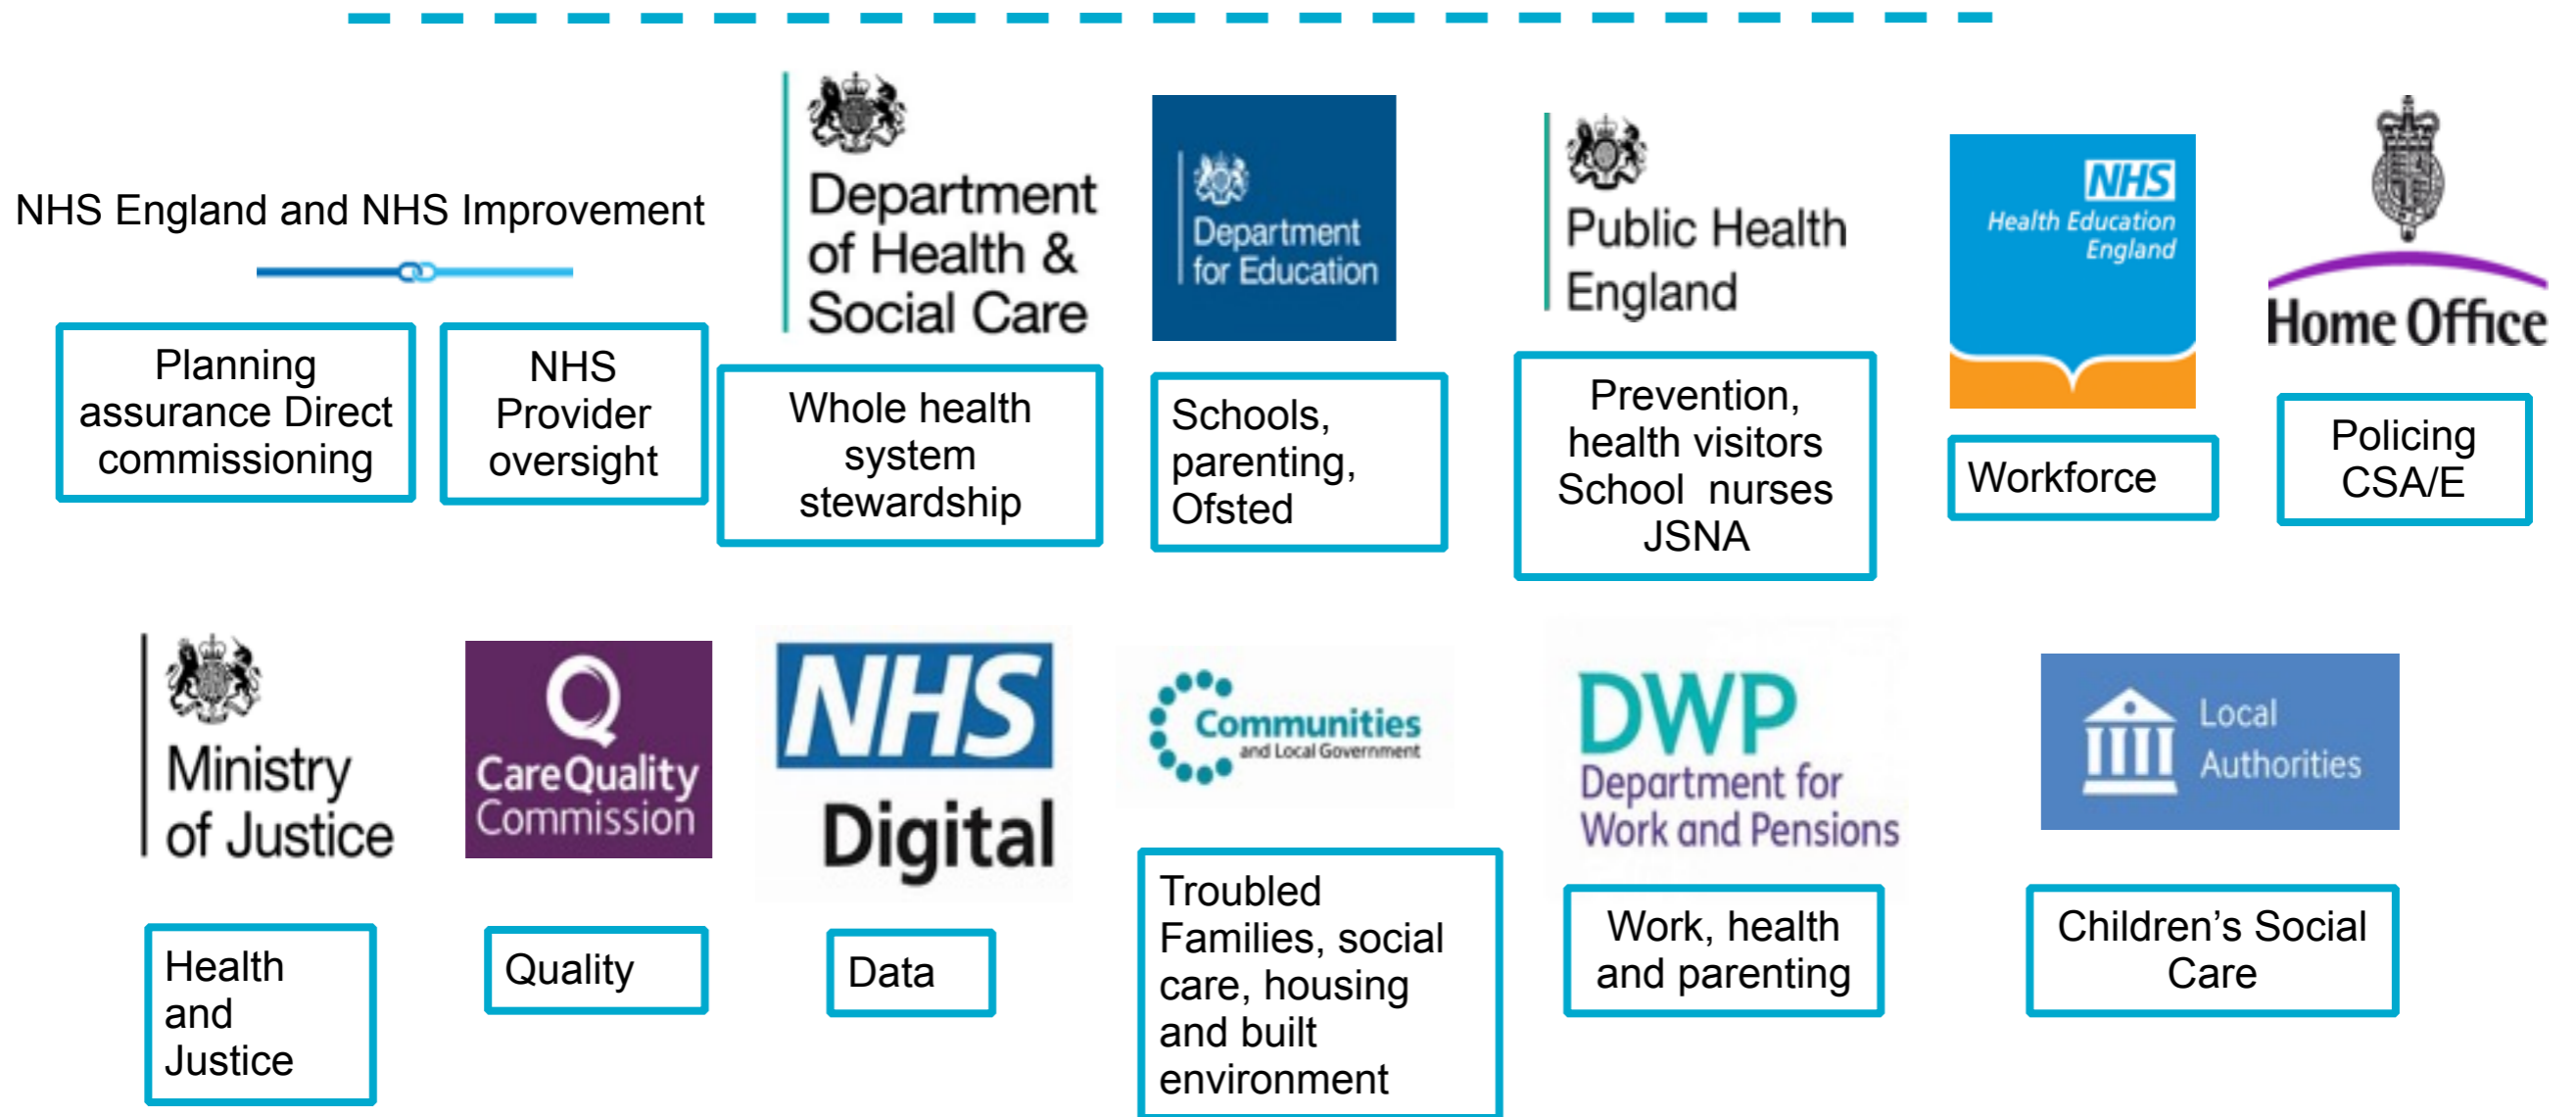 NHS England and NHS Improvement
Planning
assurance Direct
commissioning
NHS
Provider
oversight
Department
of Health &
Social Care
Whole health
system
stewardship
Department
for Education
Schools,
parenting,
Ofsted
Public Health
England
Prevention,
health visitors
School  nurses
JSNA
NHS
Health Education
England
Workforce
Home Office
Policing
CSA/E
Ministry
of Justice
Health
and
Justice
CareQuality
Commission
Quality
NHS
Digital
Data
Communities
and Local Government
Troubled
Families, social
care, housing
and built
environment
DWP
Department for
Work and Pensions
Work, health
and parenting
Local
Authorities
Children’s Social
Care